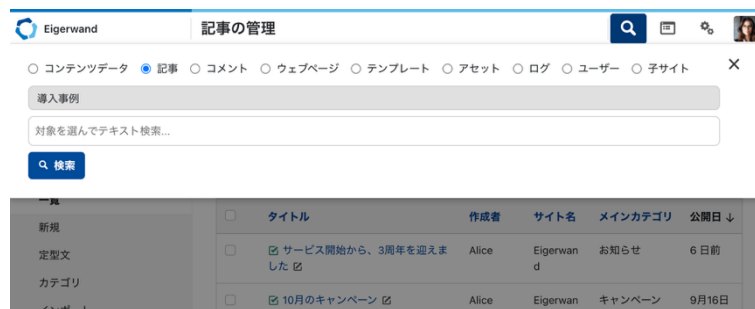 Eigerwand
記事の管理
コンテンツデータ 記事 コメント ウェブページ テンプレート アセット ログ ユーザー 子サイト
導入事例
対象を選んでテキスト検索...
検索
一覧
新規
定型文
カテゴリ
タイトル 作成者 サイト名 メインカテゴリ 公開日
サービス開始から、3周年を迎えま
した
Alice
Eigerwan
d
お知らせ
6 日前
10月のキャンペーン Alice Eigerwan キャンペーン 9月16日